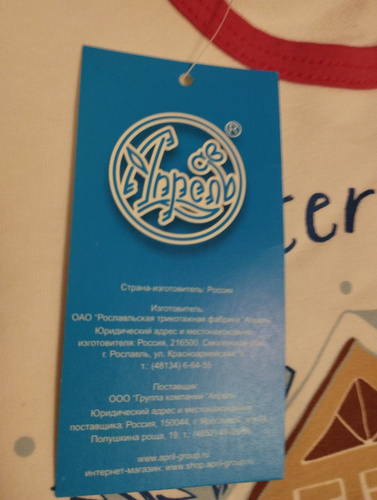 Апрель
®
ter
Страна-изготовитель: Россия
Изготовитель:
ОАО "Рославльская трикотажная фабрика "Апрель"
Юридический адрес и местонахождение
изготовителя: Россия, 216500, Смоленская обл.,
г. Рославль, ул. Красноармейская
т.: (48134) 6-64-55
Поставщик:
ООО "Группа компаний "Апрель"
Юридический адрес и местонахождение
поставщика: Россия, 150044, г. Ярославль,
Полушкина роща, 19, т.:
www.april-group.ru
интернет-магазин: www.shop.april-group.ru